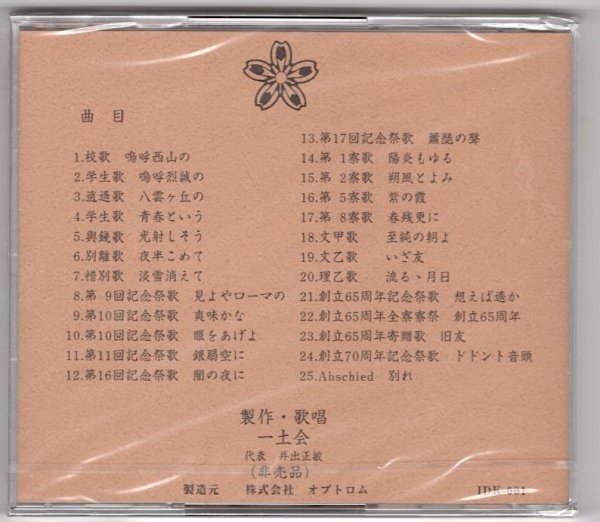 曲 目
1.校歌 嗚呼西山の
2.学生歌 嗚呼烈誠の
3.逍遙歌 八雲ヶ丘の
4.学生歌 青春という
5.輿錢歌 光射しそう
6.別離歌 夜半こめて
7.惜別歌 淡雪消えて
8.第 9回記念祭歌 見よやローマの
9.第10回記念祭歌 爽味かな
10.第10回記念祭歌 眼をあげよ
11.第11回記念祭歌 銀扇空に
12.第16回記念祭歌 闇の夜に
13.第17回記念祭歌 蕭瑟の聲
14.第 1寮歌 陽炎もゆる
15.第 2寮歌 朔風とよみ
16.第 5寮歌 紫の霞
17.第 8寮歌 春残更に
18.文甲歌 至純の朝よ
19.文乙歌 いざ友
20.理乙歌 流るゝ月日
21.創立65周年記念祭歌 想えば遙か
22.創立65周年全寮寮祭 創立65周年
23.創立65周年寄贈歌 旧友
24.創立70周年記念祭歌 ドドント音頭
25.Abschied 別れ
製作・歌唱
一土会
代表 井出正敏
(非売品)
製造元 株式会社 オプトロム
IDK-001